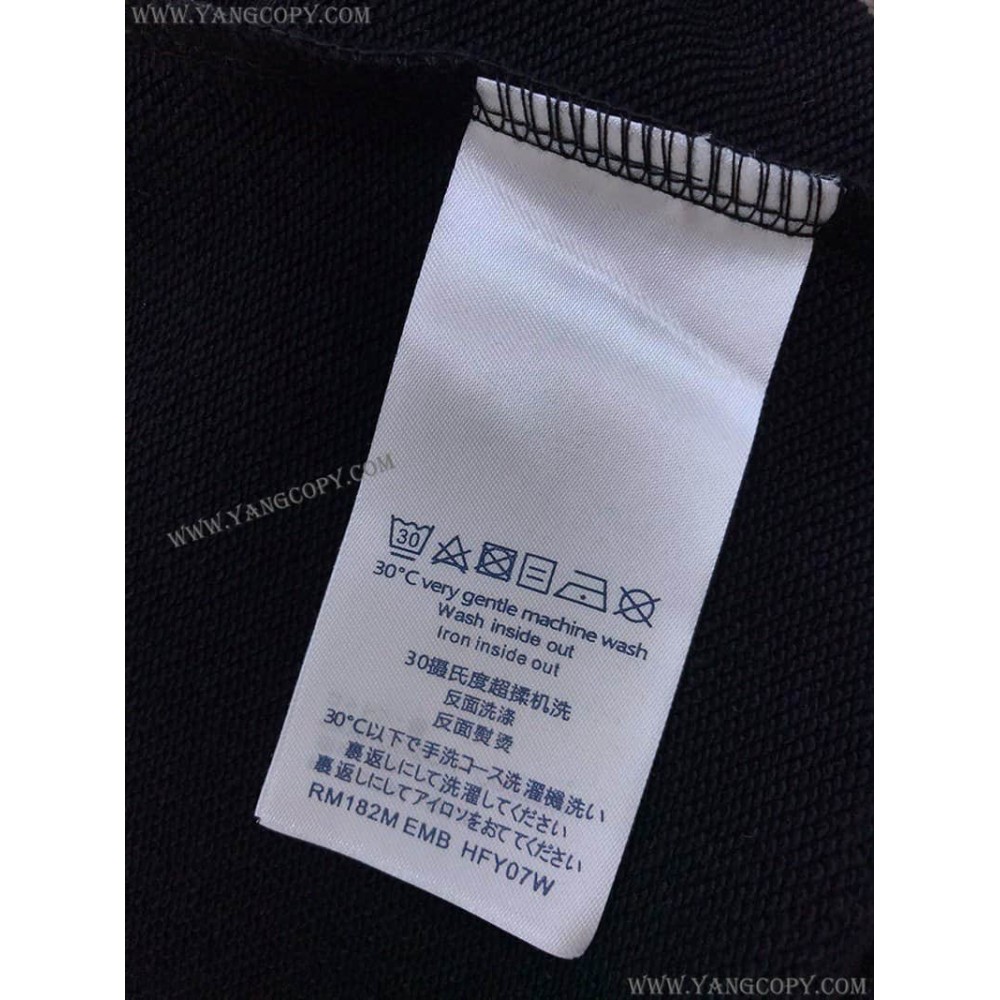 WWW.YANGCOPY.COM
WWW.YANGCOPY.COM
WWW.YANGCOPY.COM
30
30°C very gentle machine wash
Wash inside out
Iron inside out
30摄氏度超揉机洗
反面洗涤
反面熨烫
30°C以下で手洗コース洗濯機洗い
裏返しにして洗濯してください
裏返しにしてアイロソをおててください
RM182M EMB HFY07W
WWW.YANGCOPY.COM